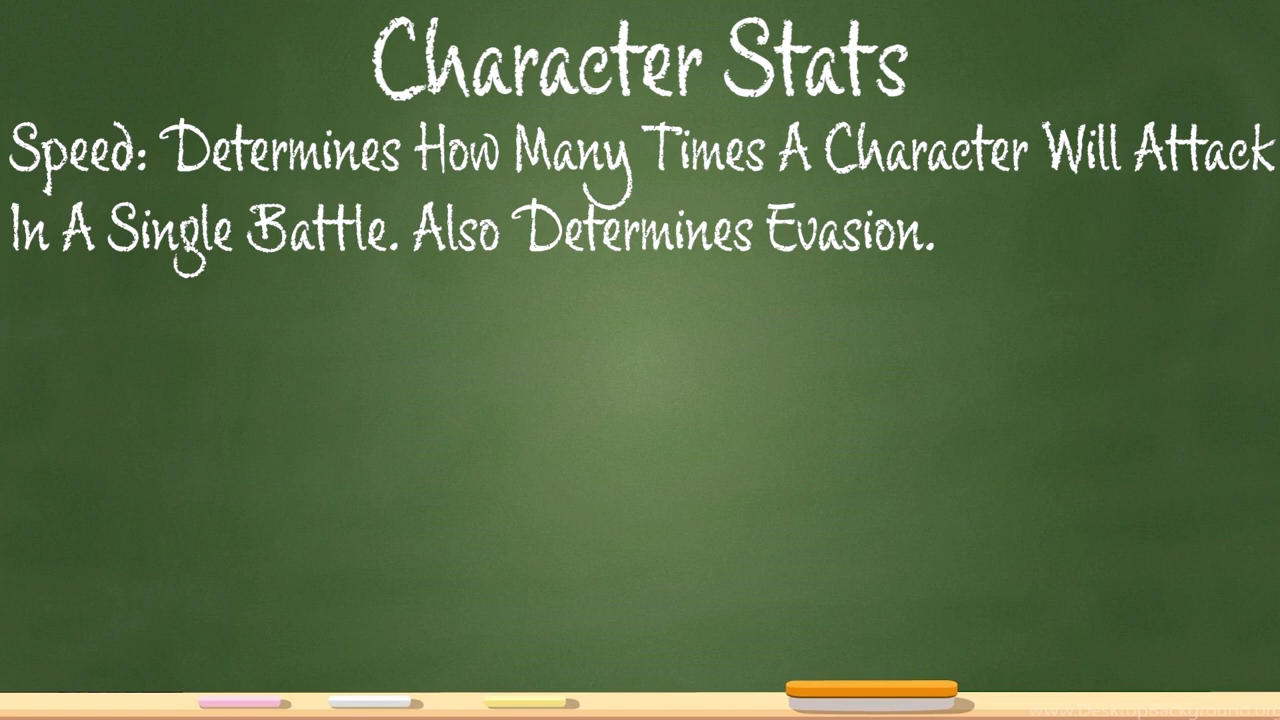 Character Stats
Speed: Determines How Many Times A Character Will Attack
In A Single Battle. Also Determines Evasion.